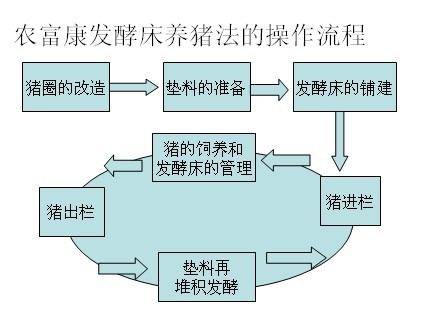 农富康发酵床养猪法的操作流程
猪圈的改造
垫料的准备
发酵床的铺建
猪的饲养和
发酵床的管理
猪进栏
猪出栏
垫料再
堆积发酵